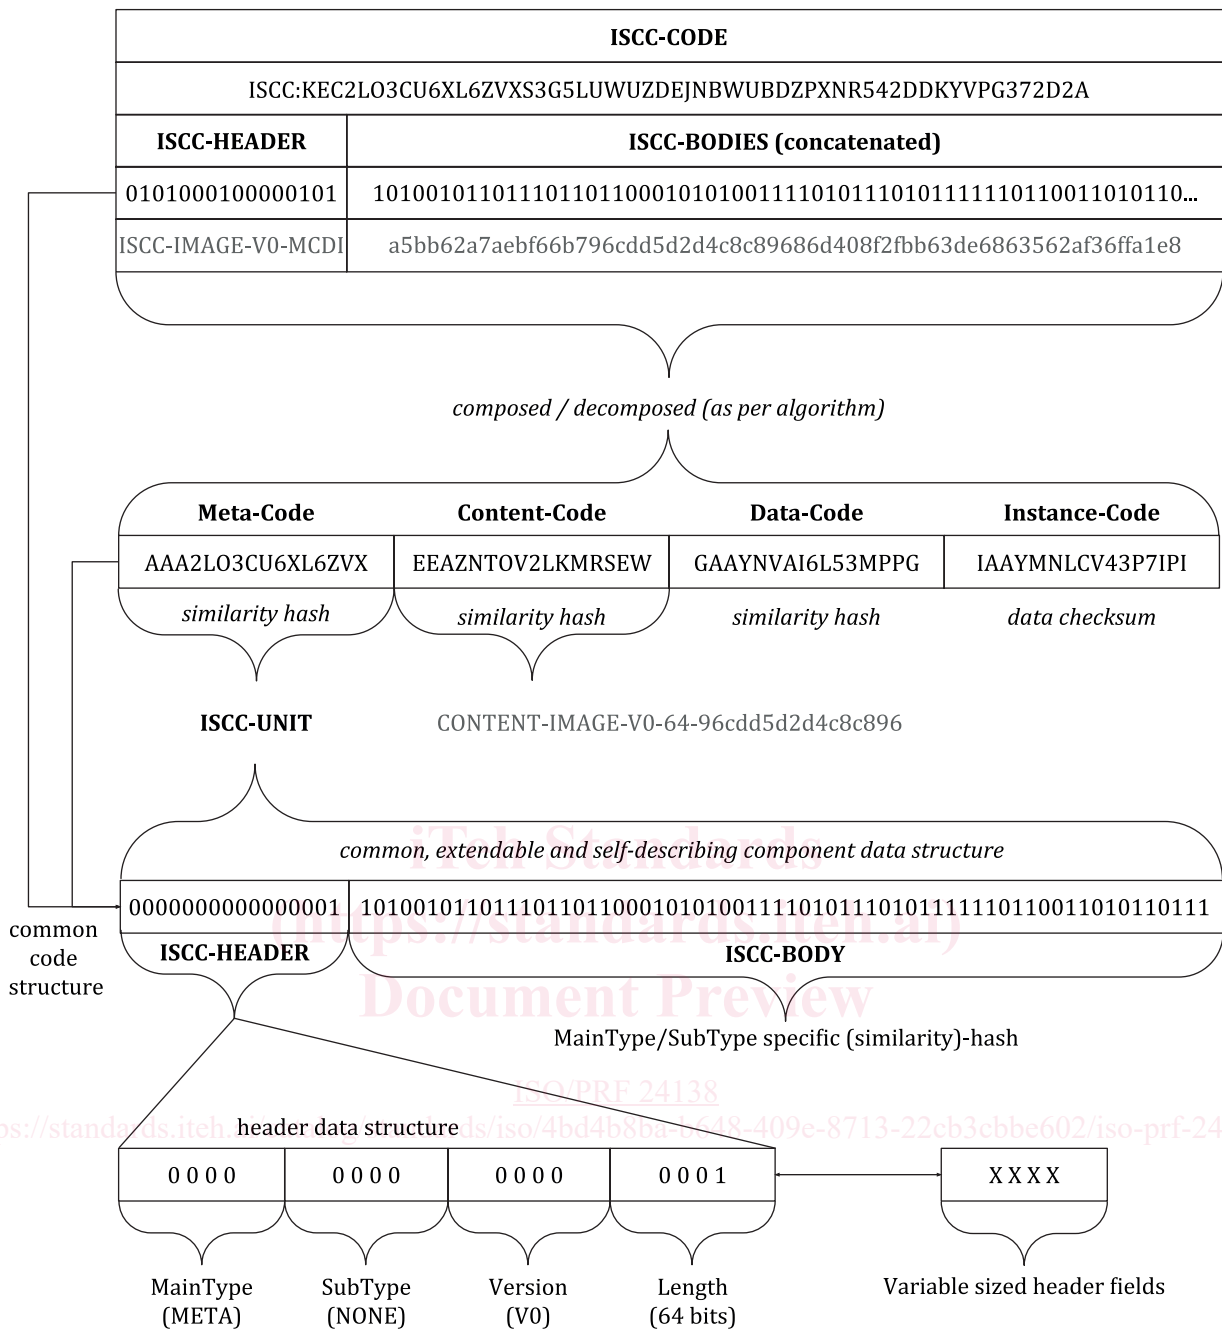 ISCC-CODE
ISCC:KEC2LO3CU6XL6ZVXS3G5LUWUZDEJNBWUBDZPXNR542DDKYVPG372D2A
ISCC-HEADER ISCC-BODIES (concatenated)
0101000100000101 1010010110111011011000101010011110101110101111110110011010110...
ISCC-IMAGE-V0-MCDI a5bb62a7aebf66b796cdd5d2d4c8c89686d408f2fbb63de6863562af36ffa1e8
composed / decomposed (as per algorithm)
Meta-Code Content-Code Data-Code Instance-Code
AAA2LO3CU6XL6ZVX EEAZNTOV2LKMRSEW GAAYNVAI6L53MPPG IAAYMNLCV43P7IPI
similarity hash similarity hash similarity hash data checksum
ISCC-UNIT CONTENT-IMAGE-V0-64-96cdd5d2d4c8c896
iTeh Standards
common, extendable and self-describing component data structure
0000000000000001 1010010110111011011000101010011110101110101111110110011010110111
(https://standards.iteh.ai)
common
code
structure
ISCC-HEADER ISCC-BODY
Document Preview
MainType/SubType specific (similarity)-hash
ISO/PRF 24138
header data structure
0 0 0 0 0 0 0 0 0 0 0 0 0 0 0 1 X X X X
MainType SubType Version Length Variable sized header fields
(META) (NONE) (V0) (64 bits)